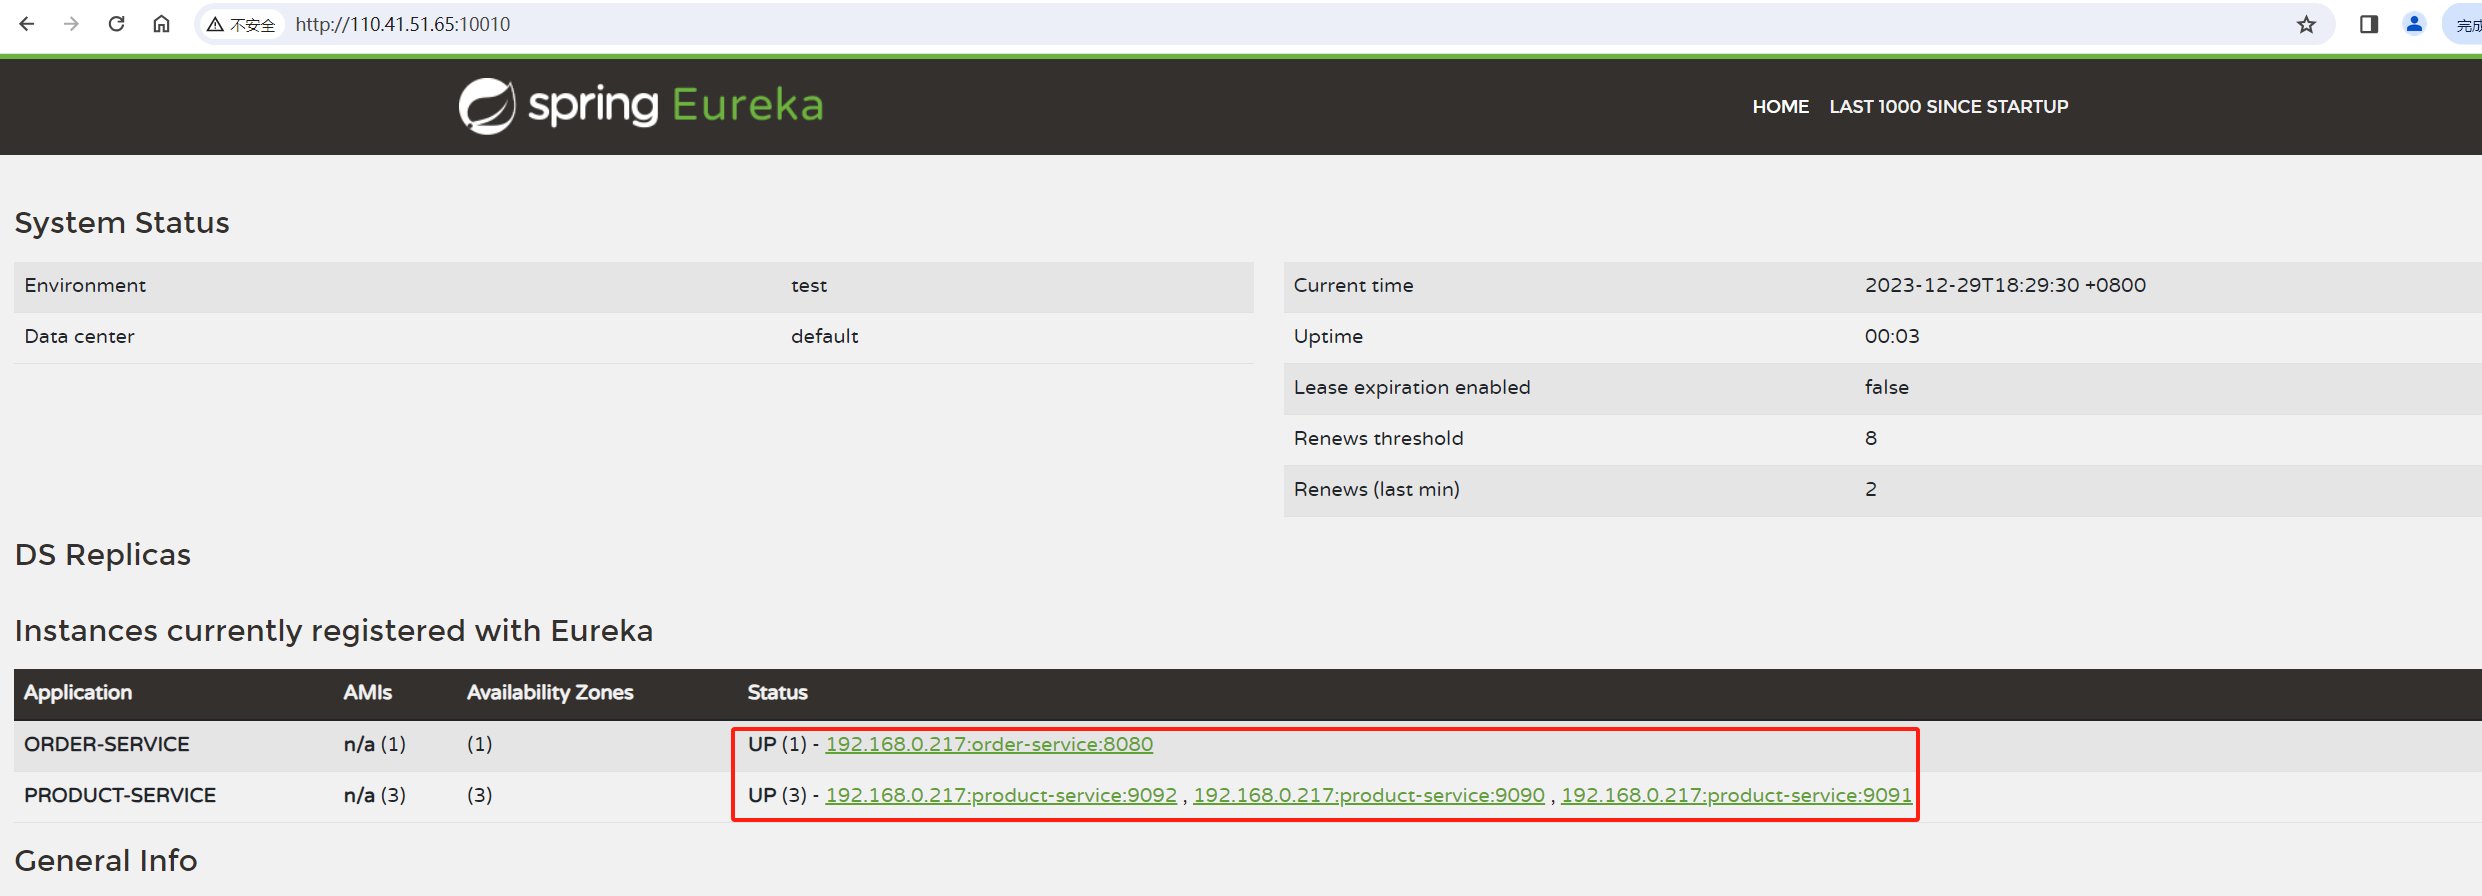 不安全 http://110.41.51.65:10010 完成
spring Eureka HOME LAST 1000 SINCE STARTUP
System Status
Environment test Current time 2023-12-29T18:29:30 +0800
Data center default Uptime 00:03
Lease expiration enabled false
Renews threshold 8
Renews (last min) 2
DS Replicas
Instances currently registered with Eureka
Application AMIs Availability Zones Status
ORDER-SERVICE n/a (1) (1) UP (1) - 192.168.0.217:order-service:8080
PRODUCT-SERVICE n/a (3) (3) UP (3) - 192.168.0.217:product-service:9092 , 192.168.0.217:product-service:9090 , 192.168.0.217:product-service:9091
General Info